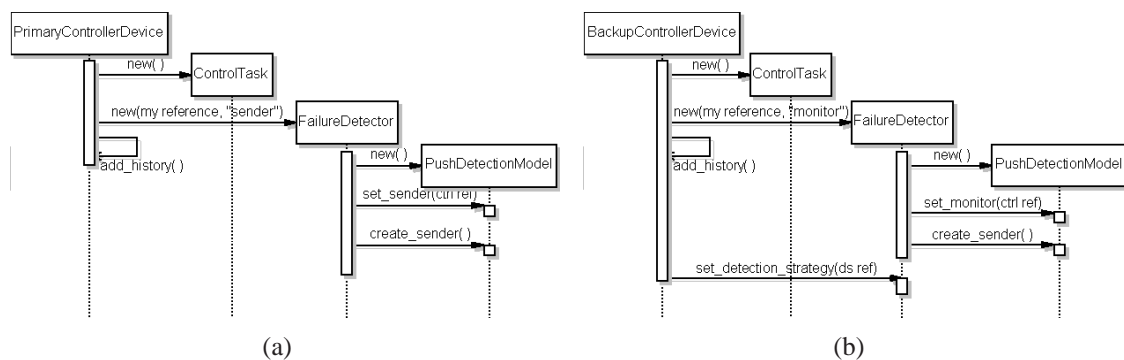 PrimaryControllerDevice
new( )
ControlTask
new(my reference, "sender")
FailureDetector
add_history( )
new( )
PushDetectionModel
set_sender(ctrl ref)
create_sender( )
(a)
BackupControllerDevice
new( )
ControlTask
new(my reference, "monitor")
FailureDetector
add_history( )
new( )
PushDetectionModel
set_monitor(ctrl ref)
create_sender( )
set_detection_strategy(ds ref)
(b)